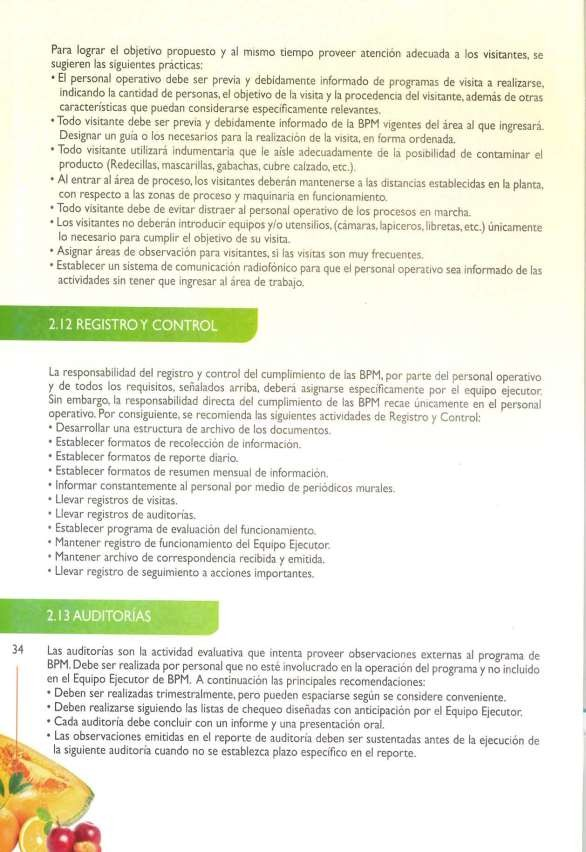 Para lograr el objetivo propuesto y al mismo tiempo proveer atención adecuada a los visitantes, se
sugieren las siguientes prácticas:
• El personal operativo debe ser previa y debidamente informado de programas de visita a realizarse,
indicando la cantidad de personas, el objetivo de la visita y la procedencia del visitante, además de otras
características que puedan considerarse específicamente relevantes.
• Todo visitante debe ser previa y debidamente informado de la BPM vigentes del área al que ingresará.
Designar un guía o los necesarios para la realización de la visita, en forma ordenada.
• Todo visitante utilizará indumentaria que le aísle adecuadamente de la posibilidad de contaminar el
producto (Redecillas, mascarillas, gabachas, cubre calzado, etc.).
• Al entrar al área de proceso, los visitantes deberán mantenerse a las distancias establecidas en la planta,
con respecto a las zonas de proceso y maquinaria en funcionamiento.
• Todo visitante debe de evitar distraer al personal operativo de los procesos en marcha.
• Los visitantes no deberán introducir equipos y/o utensilios, (cámaras, lapiceros, libretas, etc.) únicamente
lo necesario para cumplir el objetivo de su visita.
• Asignar áreas de observación para visitantes, si las visitas son muy frecuentes.
• Establecer un sistema de comunicación radiofónico para que el personal operativo sea informado de las
actividades sin tener que ingresar al área de trabajo.
2.12 REGISTRO Y CONTROL
La responsabilidad del registro y control del cumplimiento de las BPM, por parte del personal operativo
y de todos los requisitos, señalados arriba, deberá asignarse específicamente por el equipo ejecutor.
Sin embargo, la responsabilidad directa del cumplimiento de las BPM recae únicamente en el personal
operativo. Por consiguiente, se recomienda las siguientes actividades de Registro y Control:
• Desarrollar una estructura de archivo de los documentos.
• Establecer formatos de recolección de información.
• Establecer formatos de reporte diario.
• Establecer formatos de resumen mensual de información.
• Informar constantemente al personal por medio de periódicos murales.
• Llevar registros de visitas.
• Llevar registros de auditorías.
• Establecer programa de evaluación del funcionamiento.
• Mantener registro de funcionamiento del Equipo Ejecutor.
• Mantener archivo de correspondencia recibida y emitida.
• Llevar registro de seguimiento a acciones importantes.
2.13 AUDITORÍAS
34
Las auditorías son la actividad evaluativa que intenta proveer observaciones externas al programa de
BPM. Debe ser realizada por personal que no esté involucrado en la operación del programa y no incluido
en el Equipo Ejecutor de BPM. A continuación las principales recomendaciones:
• Deben ser realizadas trimestralmente, pero pueden espaciarse según se considere conveniente.
• Deben realizarse siguiendo las listas de chequeo diseñadas con anticipación por el Equipo Ejecutor.
• Cada auditoría debe concluir con un informe y una presentación oral.
• Las observaciones emitidas en el reporte de auditoría deben ser sustentadas antes de la ejecución de
la siguiente auditoría cuando no se establezca plazo específico en el reporte.